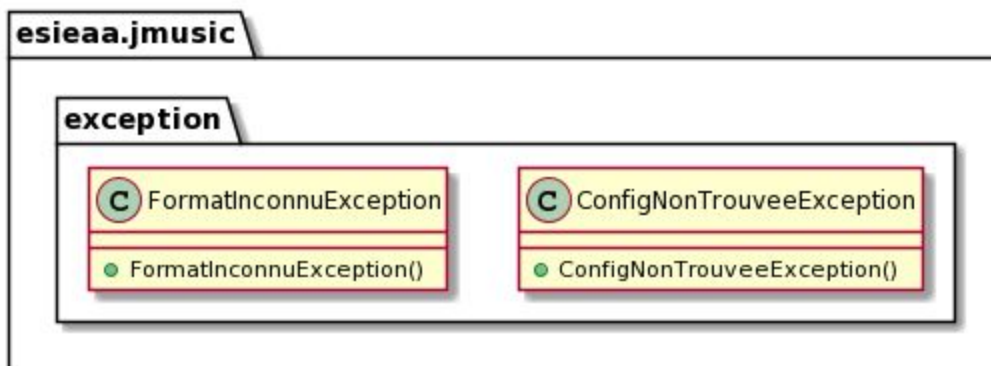 esieaa.jmusic
exception
C FormatInconnuException
C ConfigNonTrouveeException
FormatInconnuException()
ConfigNonTrouveeException()